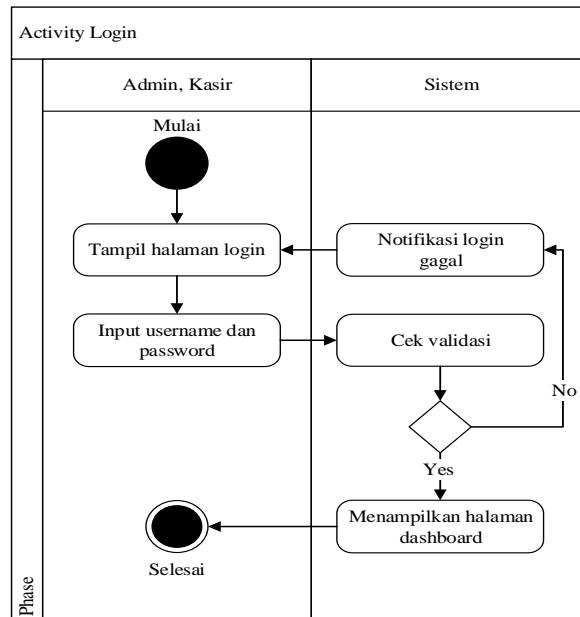 Activity Login
Admin, Kasir
Sistem
Mulai
Tampil halaman login
Notifikasi login
gagal
Input username dan
password
Cek validasi
No
Yes
Menampilkan halaman
dashboard
Selesai
Phase